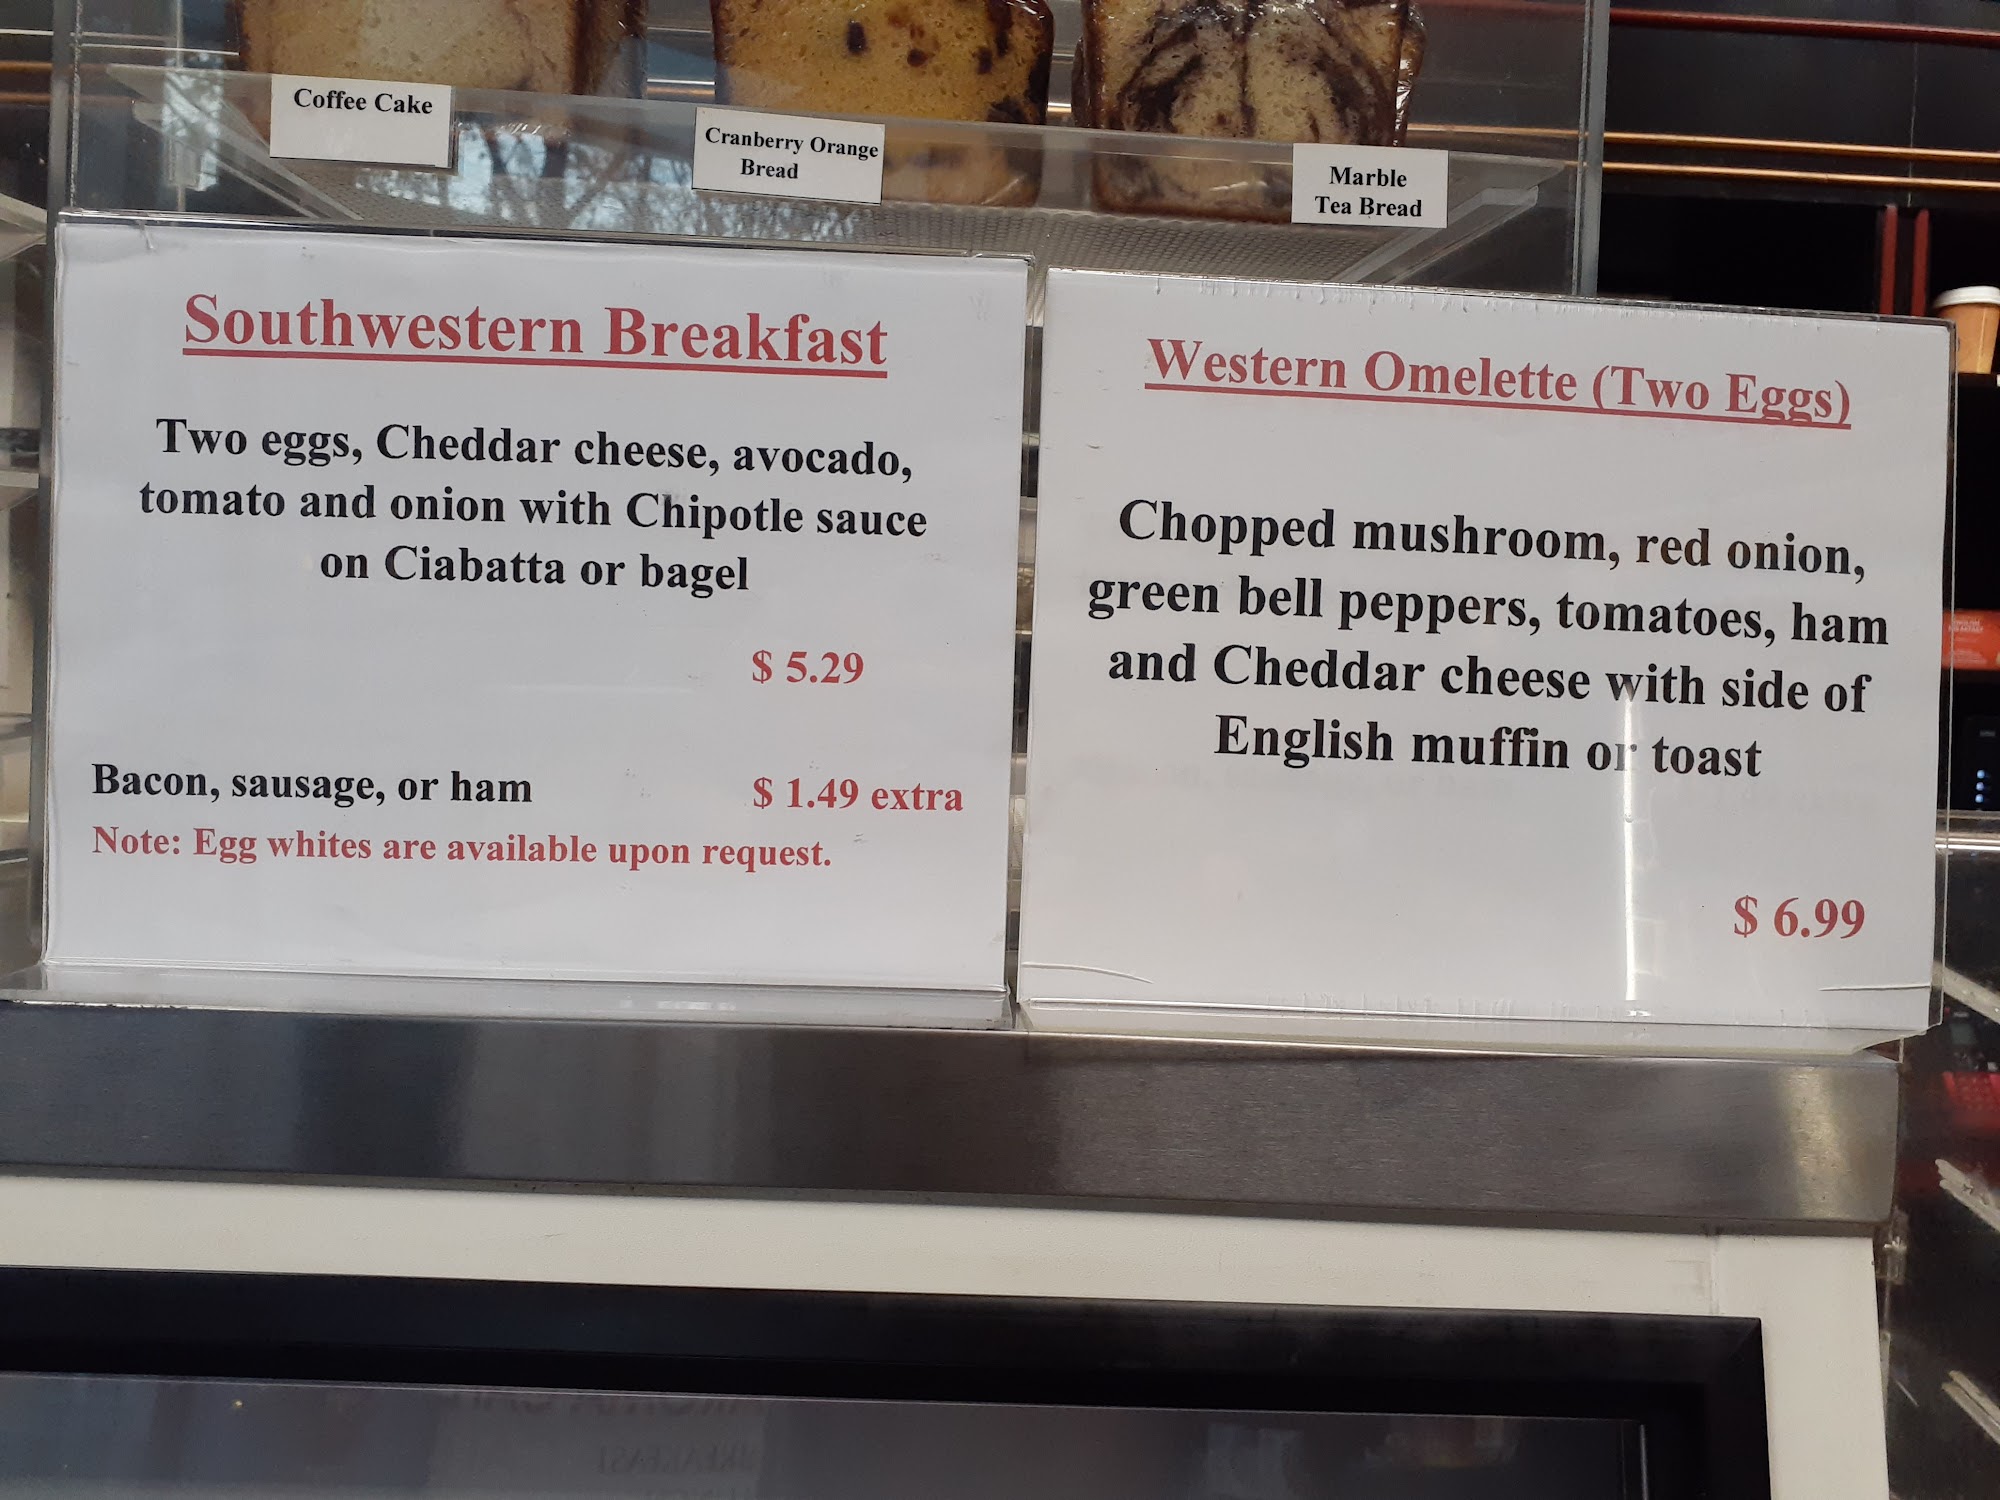 Coffee Cake
Cranberry Orange
Bread
Marble
Tea Bread
Southwestern Breakfast
Two eggs, Cheddar cheese, avocado,
tomato and onion with Chipotle sauce
on Ciabatta or bagel
$ 5.29
Bacon, sausage, or ham $ 1.49 extra
Note: Egg whites are available upon request.
Western Omelette (Two Eggs)
Chopped mushroom, red onion,
green bell peppers, tomatoes, ham
and Cheddar cheese with side of
English muffin or toast
$ 6.99